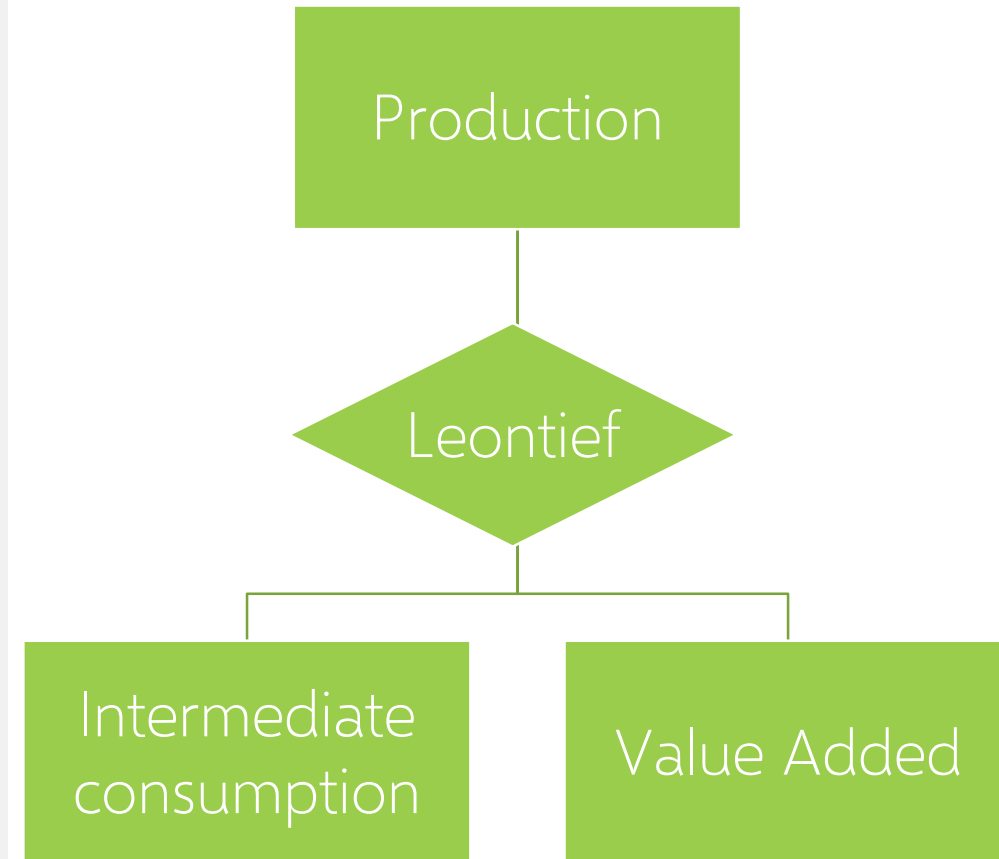 Production
Leontief
Intermediate
consumption
Value Added